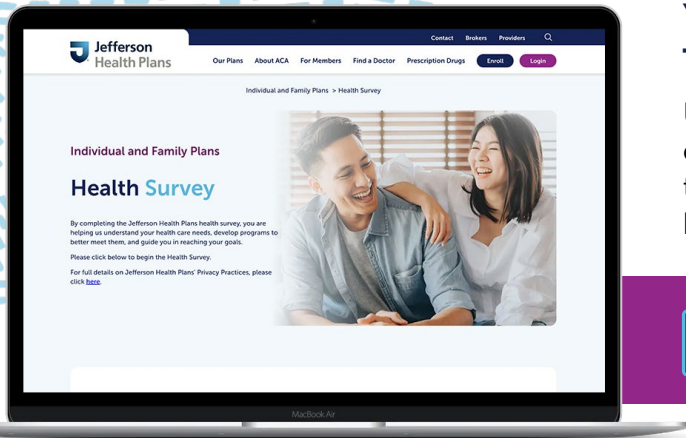 Contact Brokers Providers
Jefferson
Health Plans
Our Plans About ACA For Members Find a Doctor Prescription Drugs Enroll Login
Individual and Family Plans > Health Survey
Individual and Family Plans
Health Survey
By completing the Jefferson Health Plans health survey, you are
helping us understand your health care needs, develop programs to
better meet them, and guide you in reaching your goals.
Please click below to begin the Health Survey.
For full details on Jefferson Health Plans' Privacy Practices, please
click here.
MacBook Air